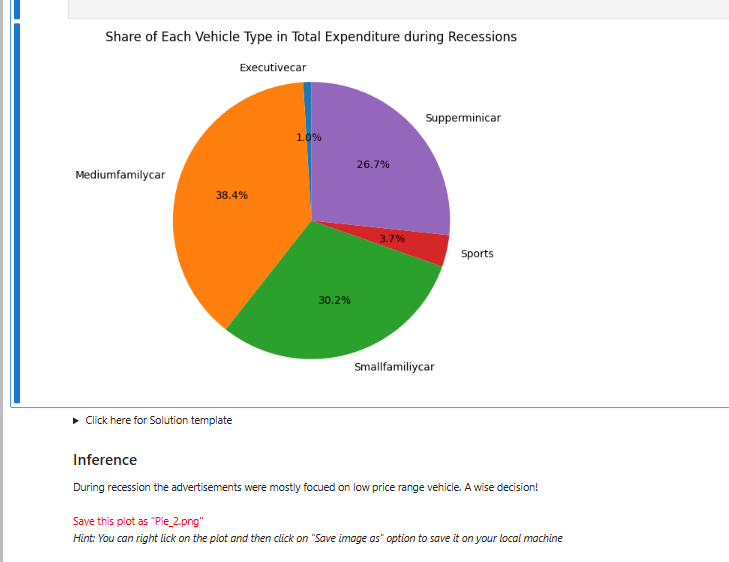 Share of Each Vehicle Type in Total Expenditure during Recessions
Executivecar
Supperminicar
1.0%
26.7%
Mediumfamilycar
38.4%
3.7%
Sports
30.2%
Smallfamiliycar
Click here for Solution template
Inference
During recession the advertisements were mostly focued on low price range vehicle. A wise decision!
Save this plot as "Pie_2.png"
Hint: You can right lick on the plot and then click on "Save image as" option to save it on your local machine